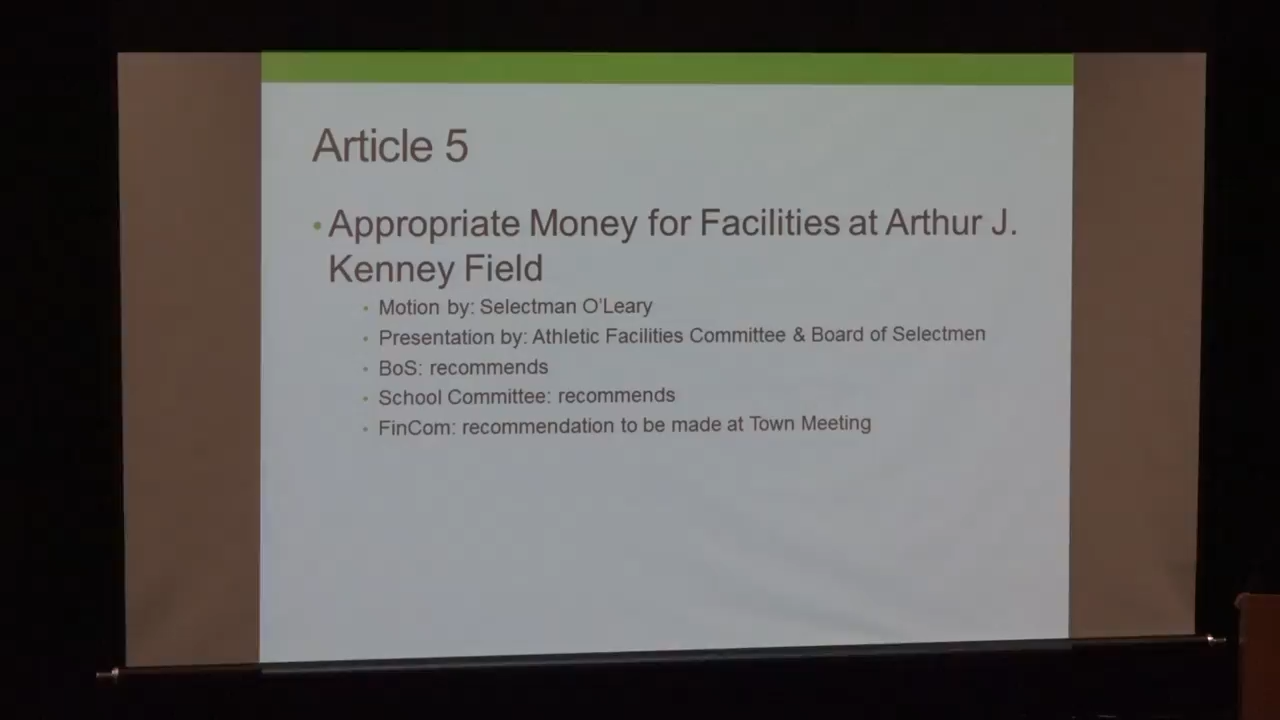 Article 5
• Appropriate Money for Facilities at Arthur J.
Kenney Field
• Motion by: Selectman O'Leary
• Presentation by: Athletic Facilities Committee & Board of Selectmen
• BoS: recommends
• School Committee: recommends
• FinCom: recommendation to be made at Town Meeting